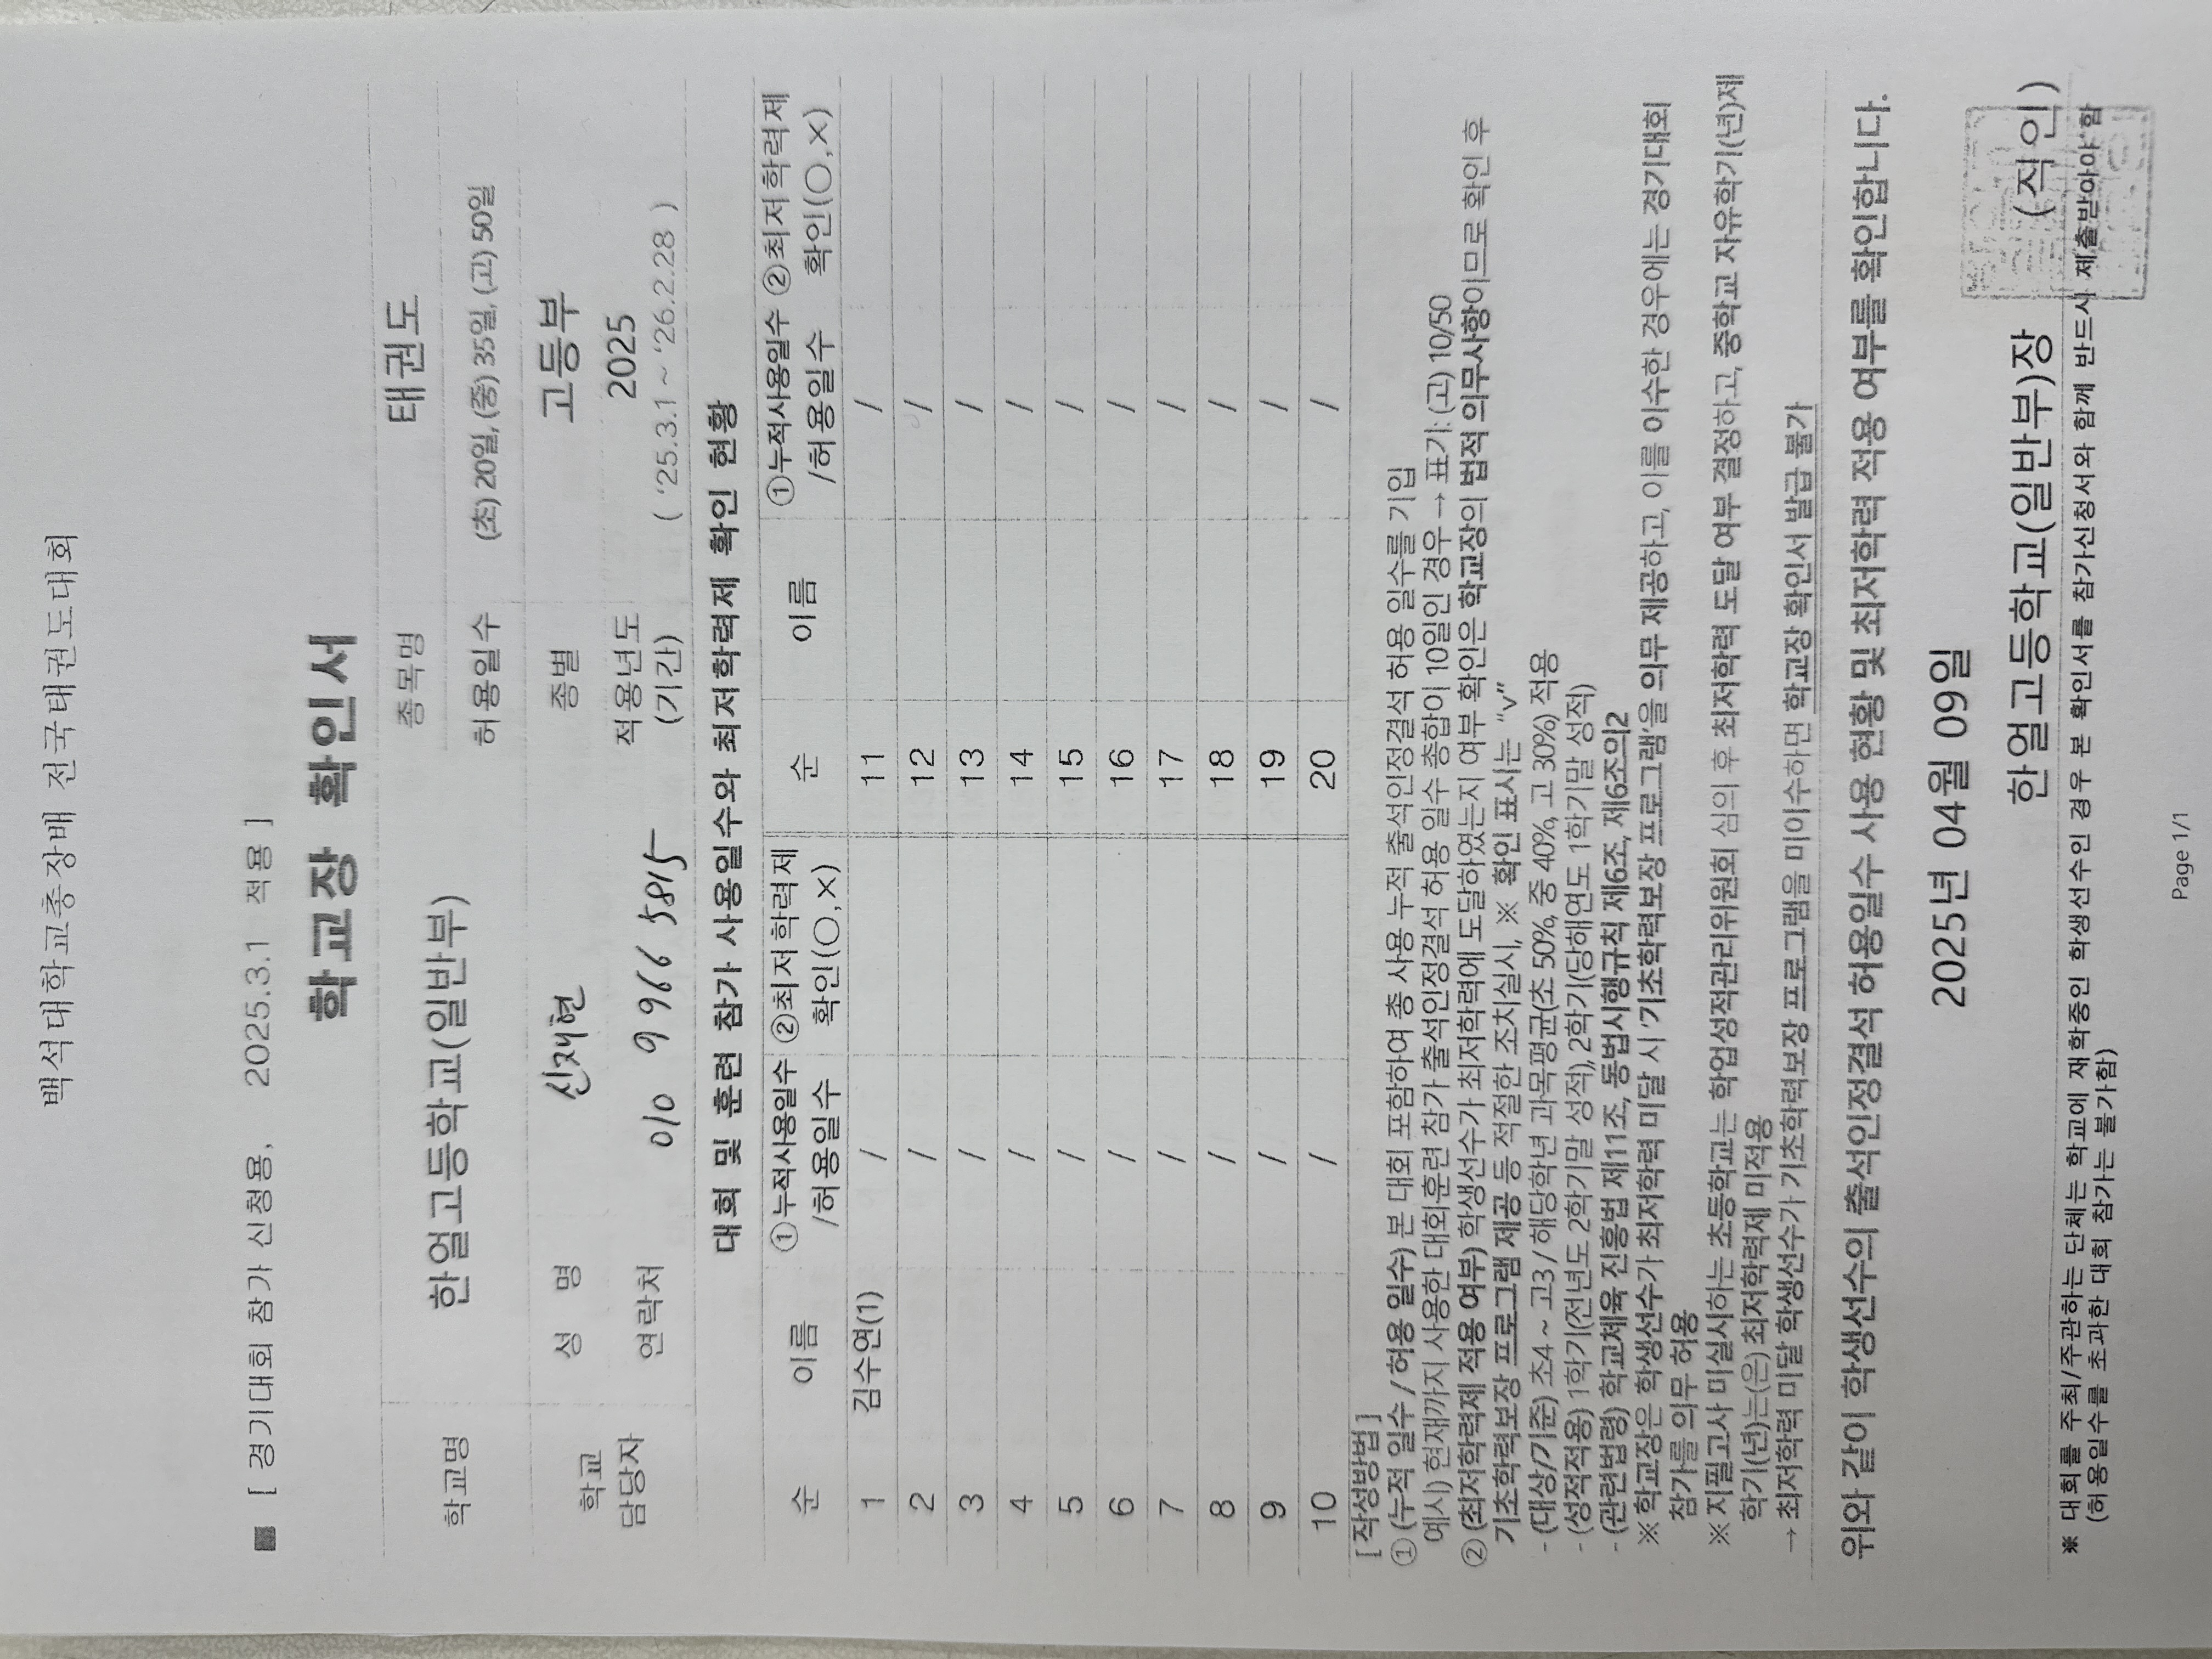 백석대학교총장배 전국태권도대회
■ [ 경기대회 참가 신청용, 2025.3.1 적용 ]
학교장 확인서
학교명 한얼고등학교(일반부) 종목명 태권도
허용일수 (초) 20일, (중) 35일, (고) 50일
학교 담당자 성 명 신재현 종별 고등부
연락처 010 9966 5815 적용년도 (기간) 2025 ( '25.3.1 ~ '26.2.28 )
대회 및 훈련 참가 사용일수와 최저학력제 확인 현황
순 이름 ①누적사용일수 /허용일수 ②최저학력제 확인(○,×) 순 이름 ①누적사용일수 /허용일수 ②최저학력제 확인(○,×)
1 김수연(1) / 11 /
2 / 12 /
3 / 13 /
4 / 14 /
5 / 15 /
6 / 16 /
7 / 17 /
8 / 18 /
9 / 19 /
10 / 20 /
[ 작성방법 ]
① (누적 일수 / 허용 일수) 본 대회 포함하여 총 사용 누적 출석인정결석 허용 일수를 기입
예시) 현재까지 사용한 대회·훈련 참가 출석인정결석 허용 일수 총합이 10일인 경우 → 표기: (고) 10/50
② (최저학력제 적용 여부) 학생선수가 최저학력에 도달하였는지 여부 확인은 학교장의 법적 의무사항이므로 확인 후
기초학력보장 프로그램 제공 등 적절한 조치실시, ※ 확인 표시는 "v"
- (대상/기준) 초4 ~ 고3 / 해당학년 과목평균(초 50%, 중 40%, 고 30%) 적용
- (성적적용) 1학기(전년도 2학기말 성적), 2학기(당해연도 1학기말 성적)
- (관련법령) 학교체육 진흥법 제11조, 동법시행규칙 제6조, 제6조의2
※ 학교장은 학생선수가 최저학력 미달 시 '기초학력보장 프로그램'을 의무 제공하고, 이를 이수한 경우에는 경기대회
참가를 의무 허용
※ 지필고사 미실시하는 초등학교는 학업성적관리위원회 심의 후 최저학력 도달 여부 결정하고, 중학교 자유학기(년)제
학기(년)는(은) 최저학력제 미적용
→ 최저학력 미달 학생선수가 기초학력보장 프로그램을 미이수하면 학교장 확인서 발급 불가
위와 같이 학생선수의 출석인정결석 허용일수 사용 현황 및 최저학력 적용 여부를 확인합니다.
2025년 04월 09일
한얼고등학교(일반부)장 (직인)
※ 대회를 주최/주관하는 단체는 학교에 재학중인 학생선수인 경우 본 확인서를 참가신청서와 함께 반드시 제출받아야 함
(허용일수를 초과한 대회 참가는 불가함)
Page 1/1